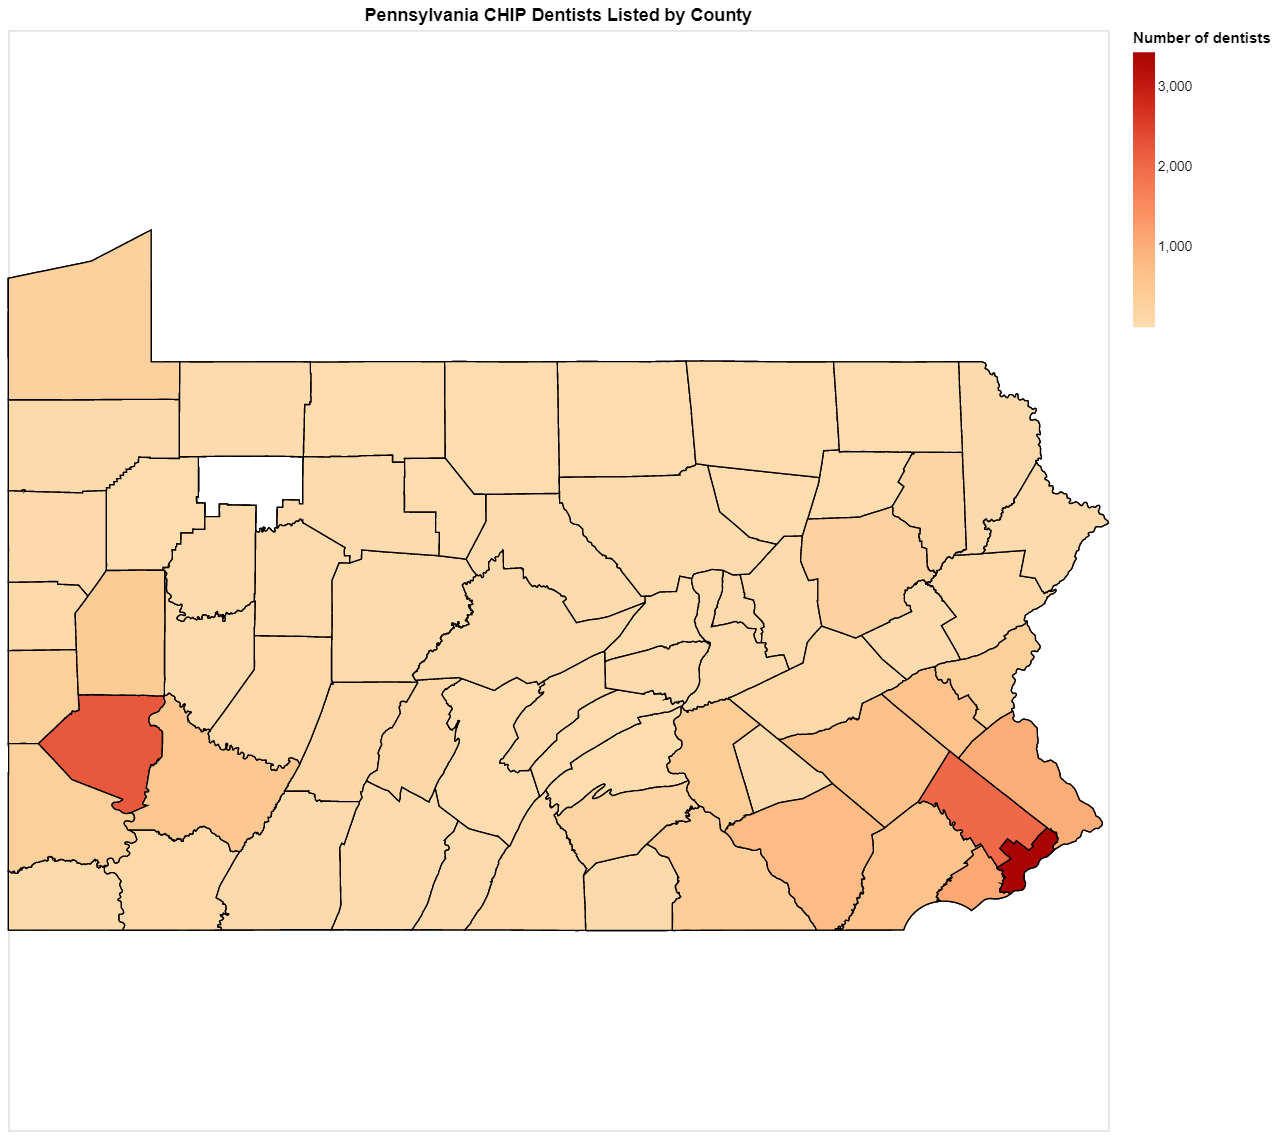 Pennsylvania CHIP Dentists Listed by County
Number of dentists
3,000
2,000
1,000